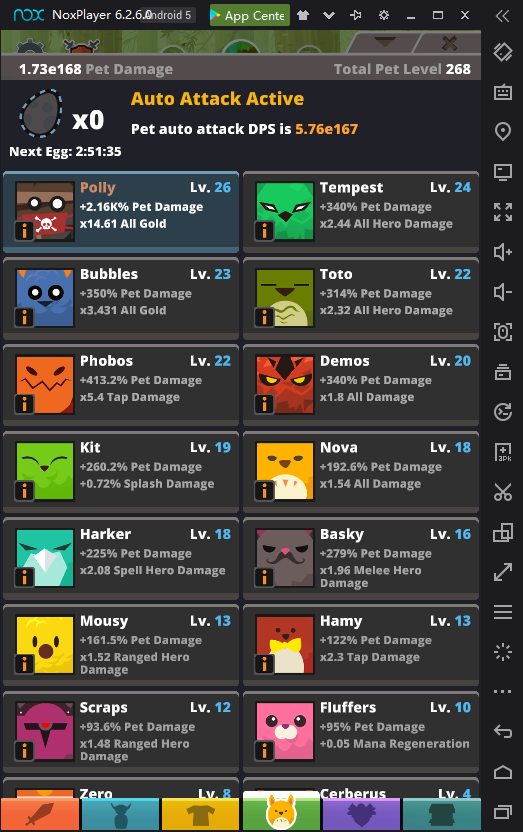 nox NoxPlayer 6.2.6.0 Android 5 App Cente
1.73e168 Pet Damage Total Pet Level 268
Auto Attack Active
x0
Pet auto attack DPS is 5.76e167
Next Egg: 2:51:35
Polly Lv. 26
+2.16K% Pet Damage
x14.61 All Gold
i
Tempest Lv. 24
+340% Pet Damage
x2.44 All Hero Damage
i
Bubbles Lv. 23
+350% Pet Damage
x3.431 All Gold
i
Toto Lv. 22
+314% Pet Damage
x2.32 All Hero Damage
i
Phobos Lv. 22
+413.2% Pet Damage
x5.4 Tap Damage
i
Demos Lv. 20
+340% Pet Damage
x1.8 All Damage
i
Kit Lv. 19
+260.2% Pet Damage
+0.72% Splash Damage
i
Nova Lv. 18
+192.6% Pet Damage
x1.54 All Damage
i
Harker Lv. 18
+225% Pet Damage
x2.08 Spell Hero Damage
i
Basky Lv. 16
+279% Pet Damage
x1.96 Melee Hero
Damage
i
Mousy Lv. 13
+161.5% Pet Damage
x1.52 Ranged Hero
Damage
i
Hamy Lv. 13
+122% Pet Damage
x2.3 Tap Damage
i
Scraps Lv. 12
+93.6% Pet Damage
x1.48 Ranged Hero
Damage
i
Fluffers Lv. 10
+95% Pet Damage
+0.05 Mana Regeneration
i
Zero Lv. 8
Cerberus Lv. 4